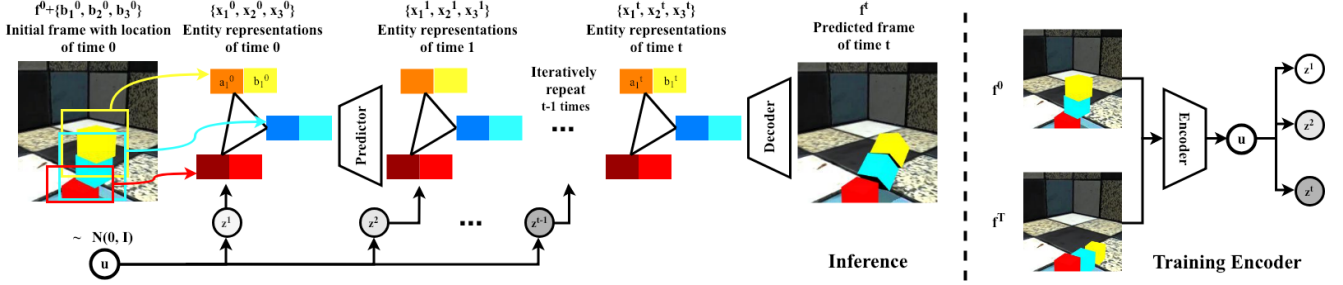 f⁰+{b₁⁰, b₂⁰, b₃⁰}
Initial frame with location
of time 0
{x₁⁰, x₂⁰, x₃⁰}
Entity representations
of time 0
{x₁¹, x₂¹, x₃¹}
Entity representations
of time 1
{x₁ᵗ, x₂ᵗ, x₃ᵗ}
Entity representations
of time t
fᵗ
Predicted frame
of time t
a₁⁰ b₁⁰
Predictor
Iteratively
repeat
t-1 times
...
a₁ᵗ b₁ᵗ
Decoder
z¹
z²
...
zᵗ⁻¹
~ N(0, I)
u
Inference
f⁰
fᵀ
Encoder
u
z¹
z²
zᵗ
Training Encoder